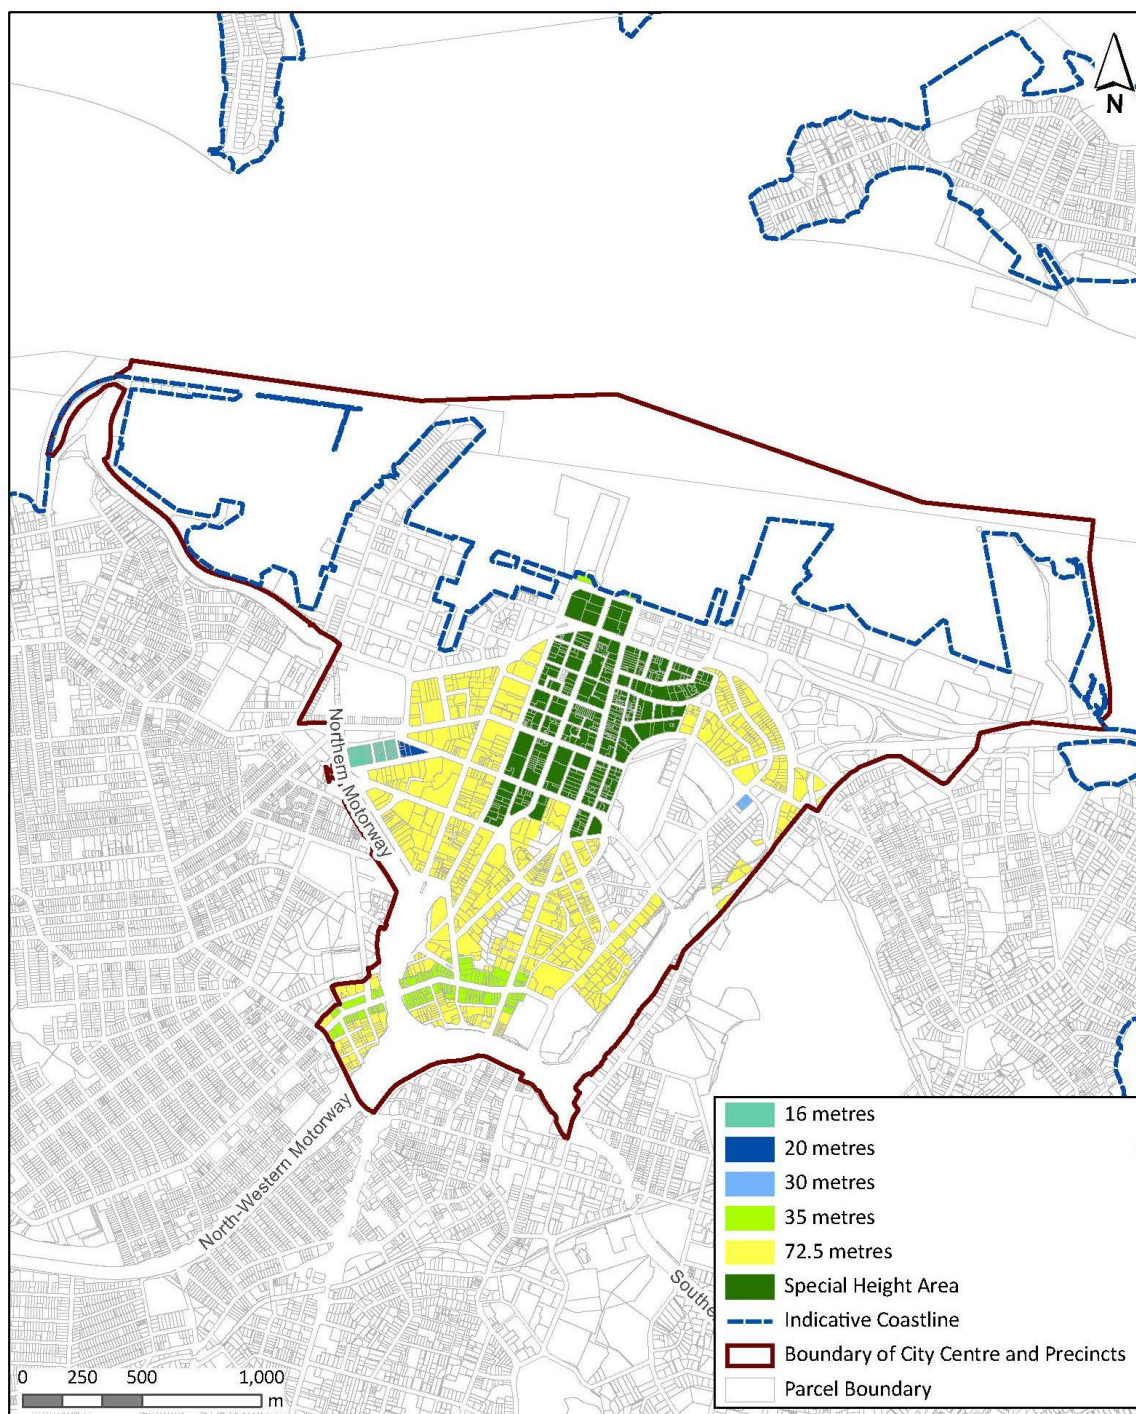 N
Northern Motorway
North-Western Motorway
Southe
16 metres
20 metres
30 metres
35 metres
72.5 metres
Special Height Area
Indicative Coastline
Boundary of City Centre and Precincts
Parcel Boundary
0 250 500 1,000
m